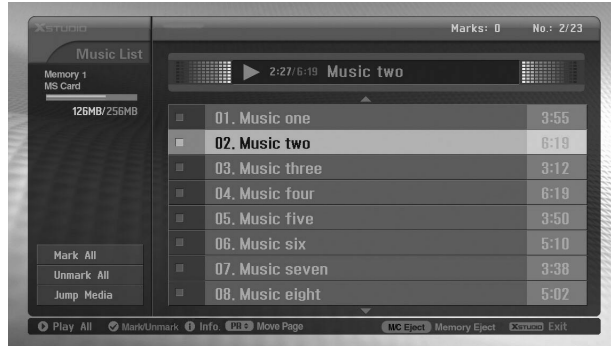 XSTUDIO
Marks: 0 No.: 2/23
Music List
Memory 1
MS Card
126MB/256MB
2:27/6:19 Music two
01. Music one 3:55
02. Music two 6:19
03. Music three 3:12
04. Music four 6:19
05. Music five 3:50
06. Music six 5:10
07. Music seven 3:38
08. Music eight 5:02
Mark All
Unmark All
Jump Media
Play All Mark/Unmark Info. PR Move Page MC Eject Memory Eject XSTUDIO Exit